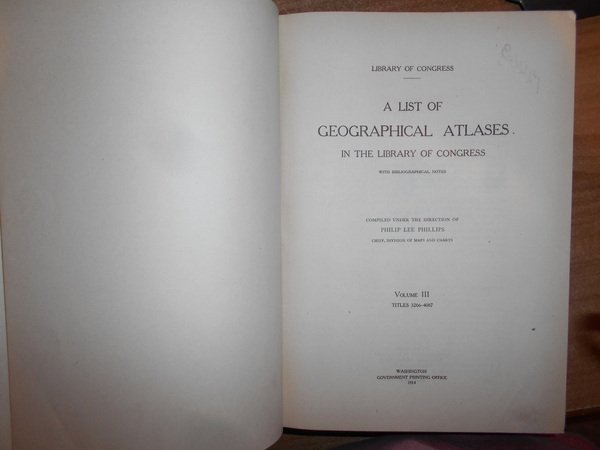 LIBRARY OF CONGRESS
A LIST OF
GEOGRAPHICAL ATLASES
IN THE LIBRARY OF CONGRESS
WITH BIBLIOGRAPHICAL NOTES
COMPILED UNDER THE DIRECTION OF
PHILIP LEE PHILLIPS
CHIEF, DIVISION OF MAPS AND CHARTS
VOLUME III
TITLES 3266-4087
WASHINGTON
GOVERNMENT PRINTING OFFICE
1914